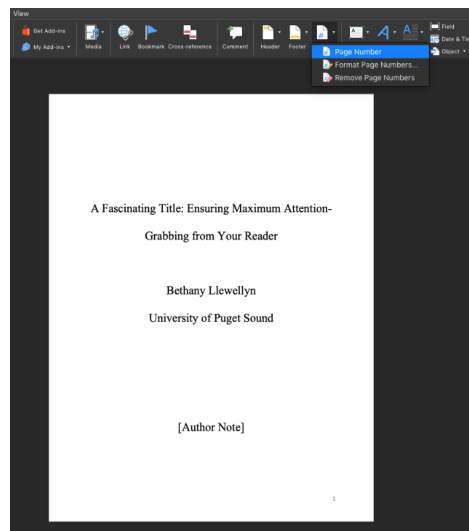 View
Get Add-ins
My Add-ins
Media
Link
Bookmark
Cross-reference
Comment
Header
Footer
#
A
A
Field
Date & Tim
Object
Page Number
Format Page Numbers...
Remove Page Numbers
A Fascinating Title: Ensuring Maximum Attention-
Grabbing from Your Reader
Bethany Llewellyn
University of Puget Sound
[Author Note]
1